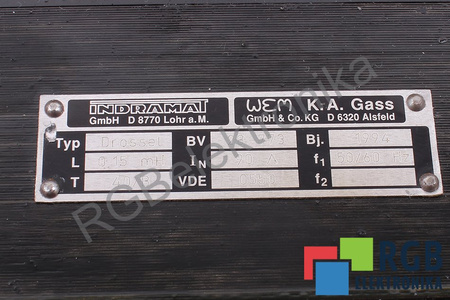 INDRAMAT
GmbH D 8770 Lohr a.M.
WEM K.A. Gass
GmbH & Co. KG D 6320 Alsfeld
Typ Drossel BV Bj.
L 0,15 mH I N f1
T VDE f2
RGBelektronika
RGB
ELEKTRONIKA